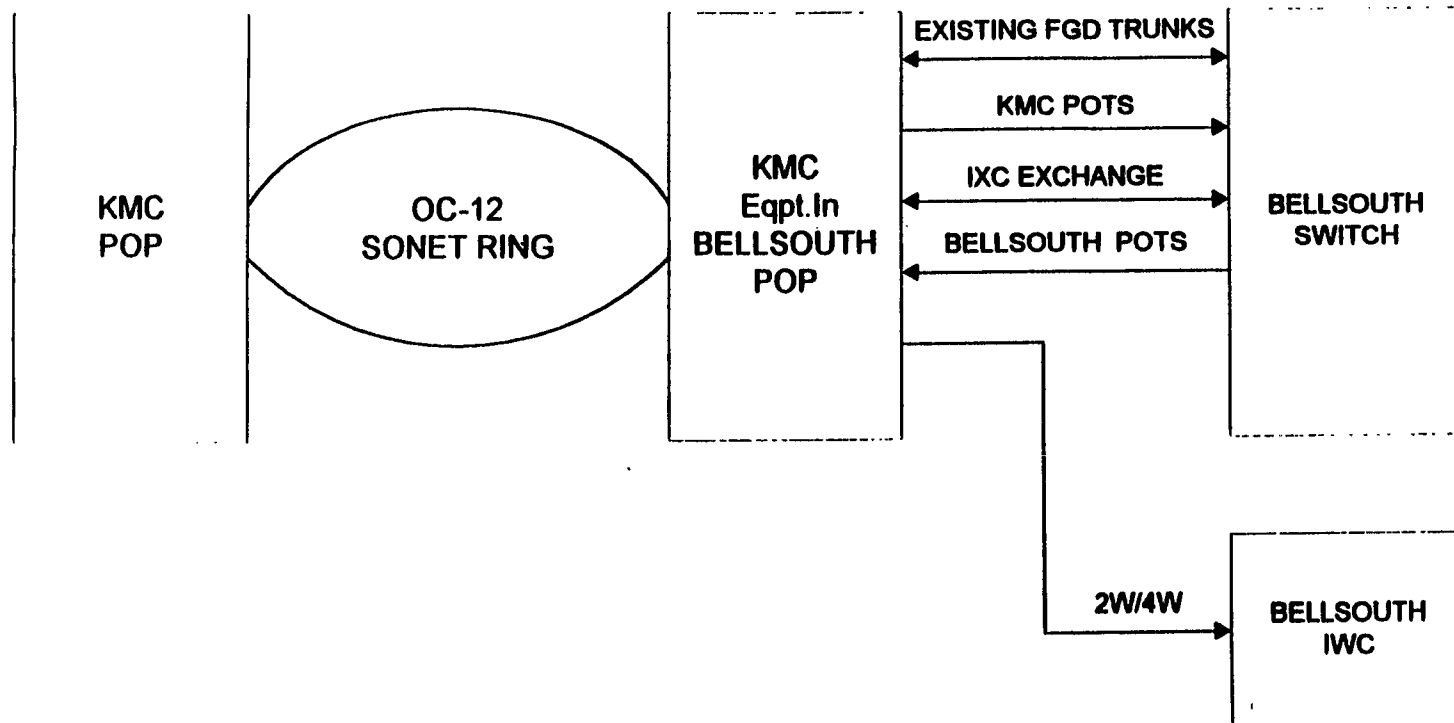 EXISTING FGD TRUNKS
KMC POTS
IXC EXCHANGE
BELLSOUTH POTS
KMC
POP
OC-12
SONET RING
KMC
Eqpt.In
BELLSOUTH
POP
BELLSOUTH
SWITCH
2W/4W
BELLSOUTH
IWC